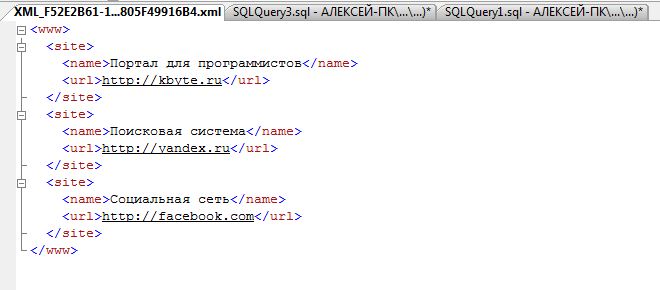 XML_F52E2B61-1...805F49916B4.xml SQLQuery3.sql - АЛЕКСЕЙ-ПК\...\...)* SQLQuery1.sql - АЛЕКСЕЙ-ПК\...\...)*
<www>
<site>
<name>Портал для программистов</name>
<url>http://kbyte.ru</url>
</site>
<site>
<name>Поисковая система</name>
<url>http://yandex.ru</url>
</site>
<site>
<name>Социальная сеть</name>
<url>http://facebook.com</url>
</site>
</www>